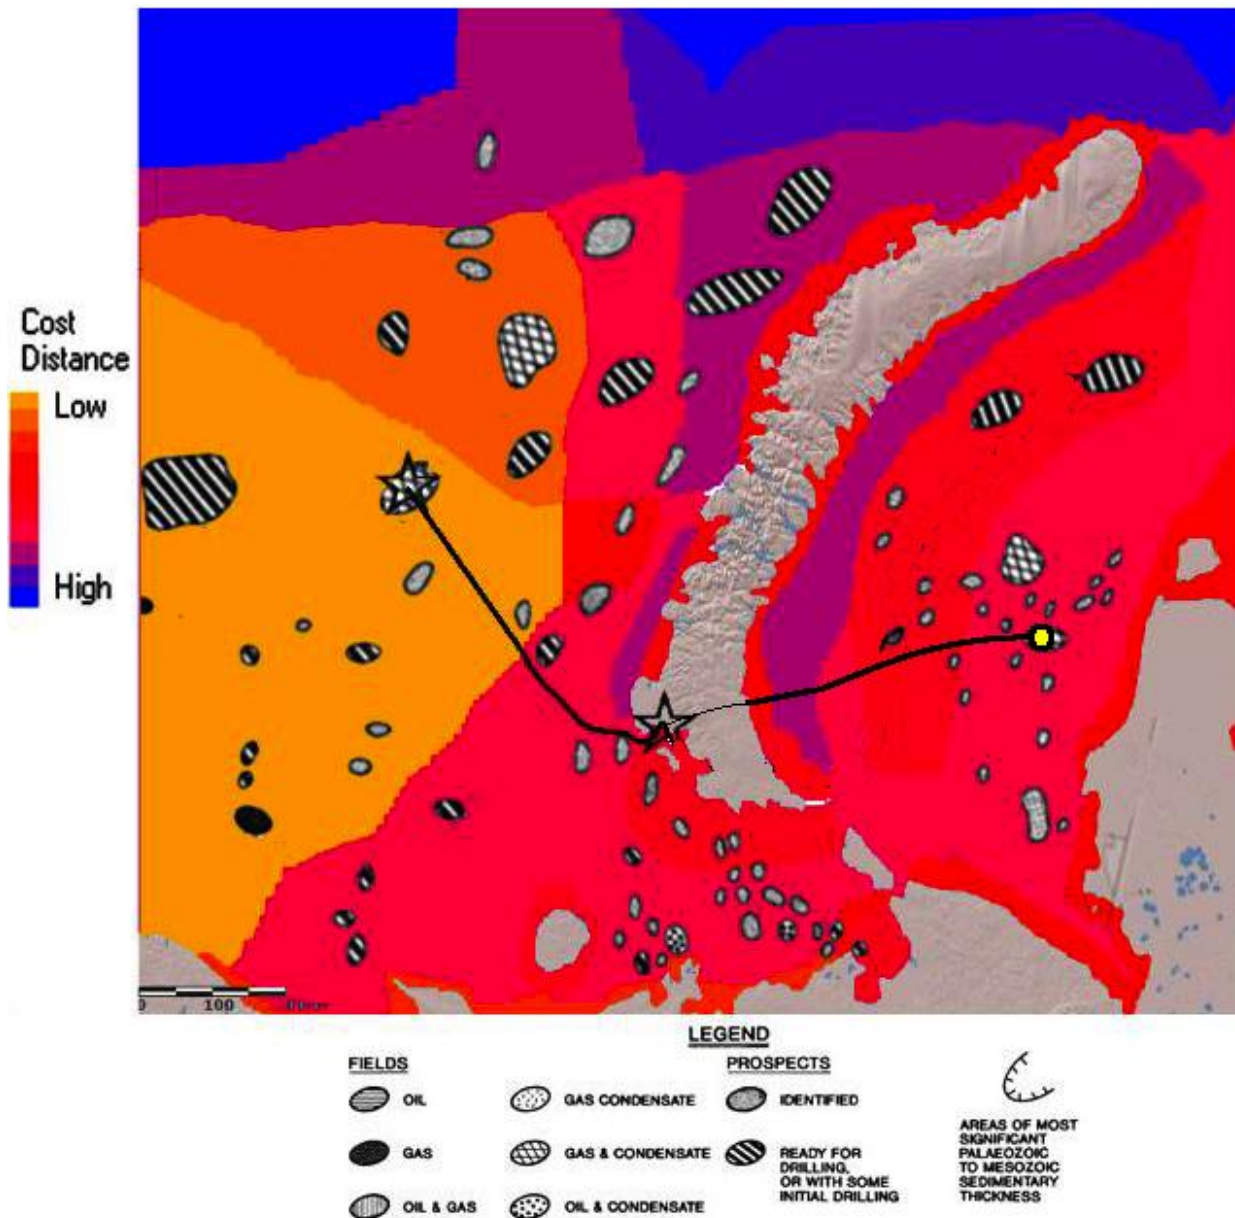 Cost
Distance
Low
High
0 100
LEGEND
FIELDS
OIL
GAS
OIL & GAS
GAS CONDENSATE
GAS & CONDENSATE
OIL & CONDENSATE
PROSPECTS
IDENTIFIED
READY FOR
DRILLING,
OR WITH SOME
INITIAL DRILLING
AREAS OF MOST
SIGNIFICANT
PALAEOZOIC
TO MESOZOIC
SEDIMENTARY
THICKNESS